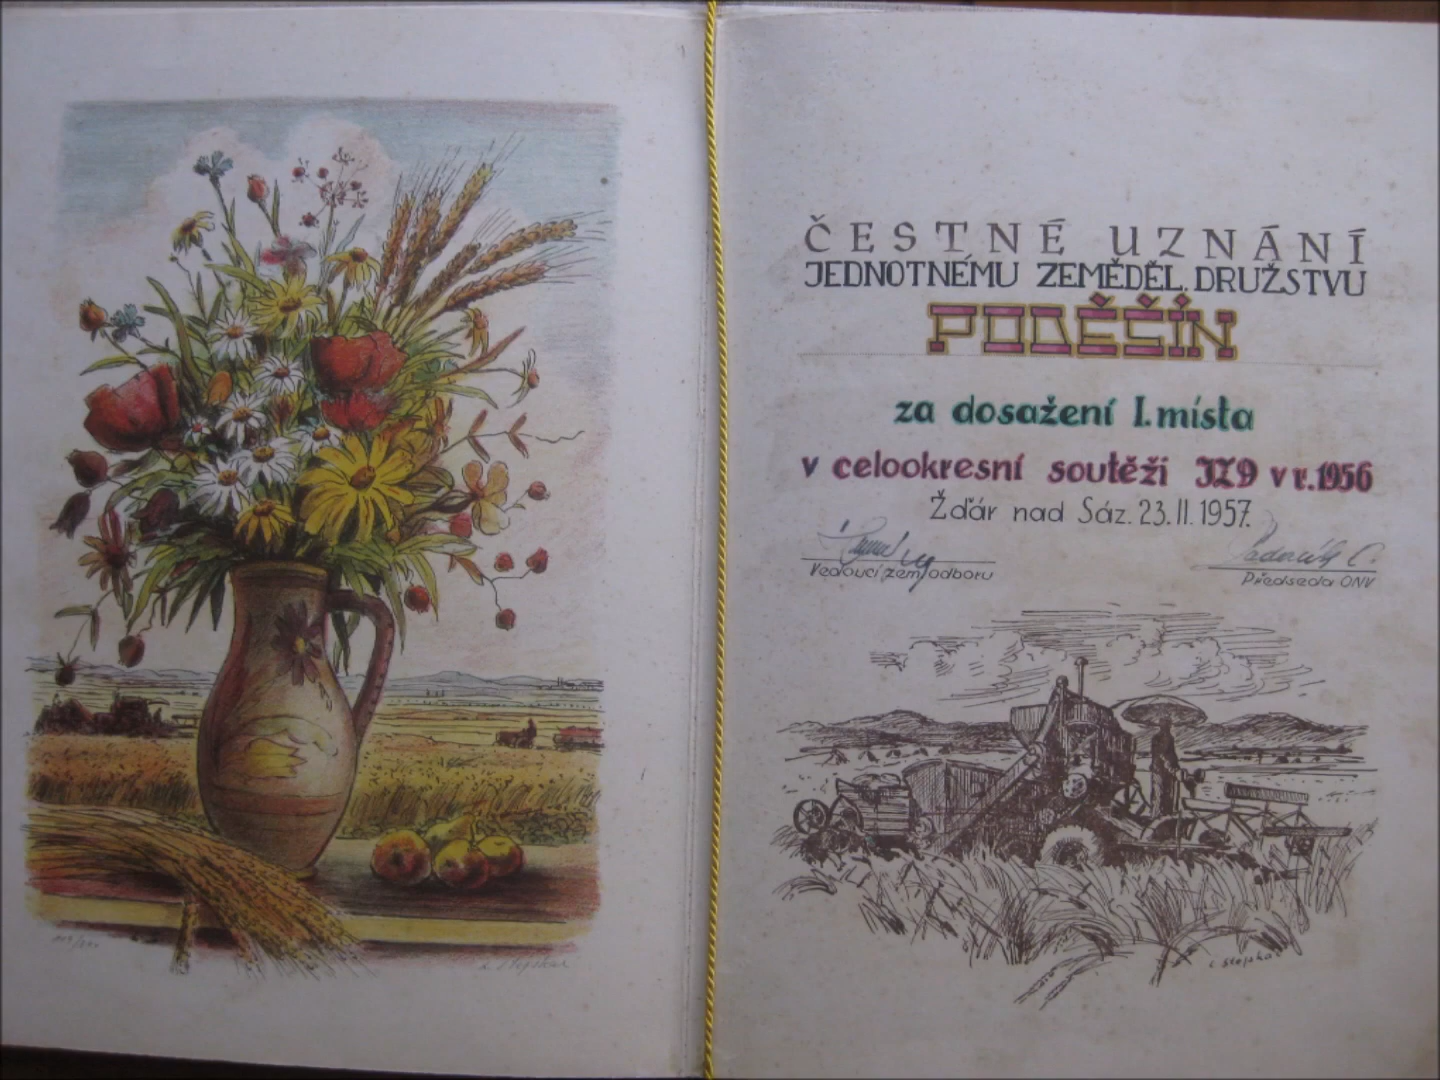 ČESTNÉ UZNÁNÍ
JEDNOTNÉMU ZEMĚDĚL. DRUŽSTVU
PODĚŠÍN
za dosažení I. místa
v celookresní soutěži JZD v r. 1956
Žďár nad Sáz. 23. II. 1957.
Vedoucí zem. odboru
Předseda ONV